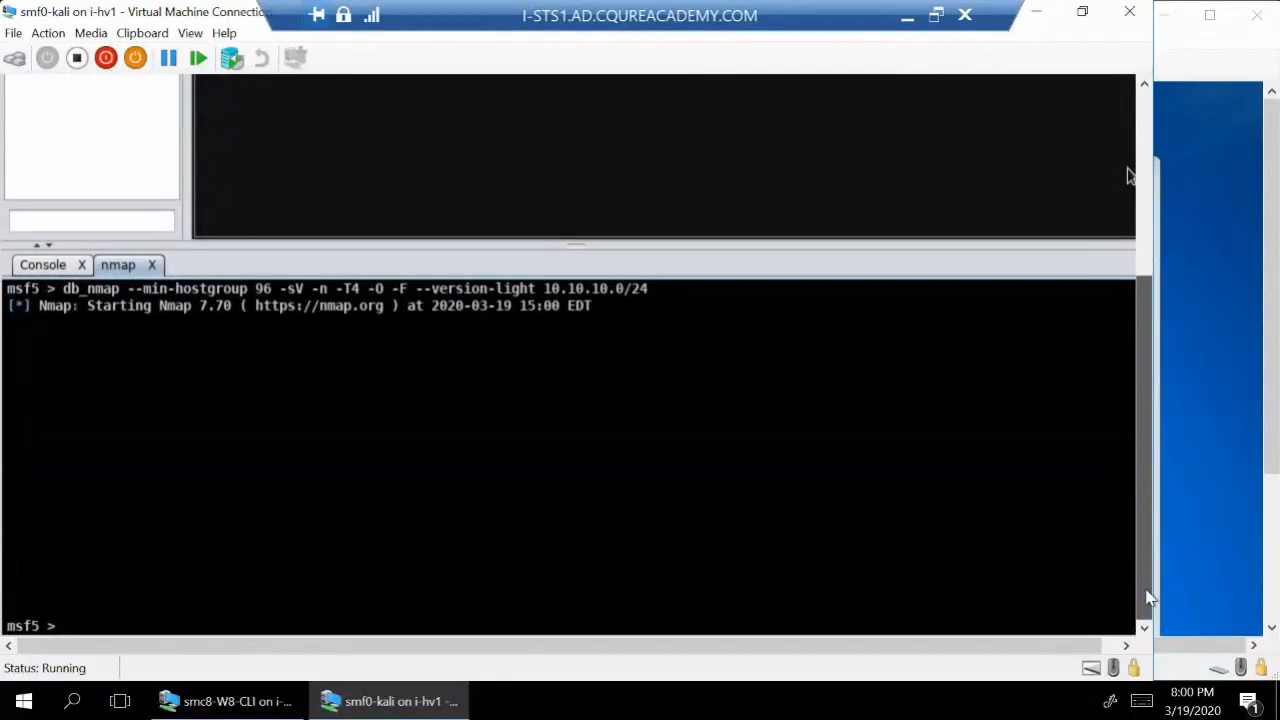 smf0-kali on i-hv1 - Virtual Machine Connectio
I-STS1.AD.CQUREACADEMY.COM
File Action Media Clipboard View Help
Console X nmap X
msf5 > db_nmap --min-hostgroup 96 -sV -n -T4 -O -F --version-light 10.10.10.0/24
[*] Nmap: Starting Nmap 7.70 ( https://nmap.org ) at 2020-03-19 15:00 EDT
msf5 >
Status: Running
smc8-W8-CLI on i-...
smf0-kali on i-hv1 -...
8:00 PM
3/19/2020
1